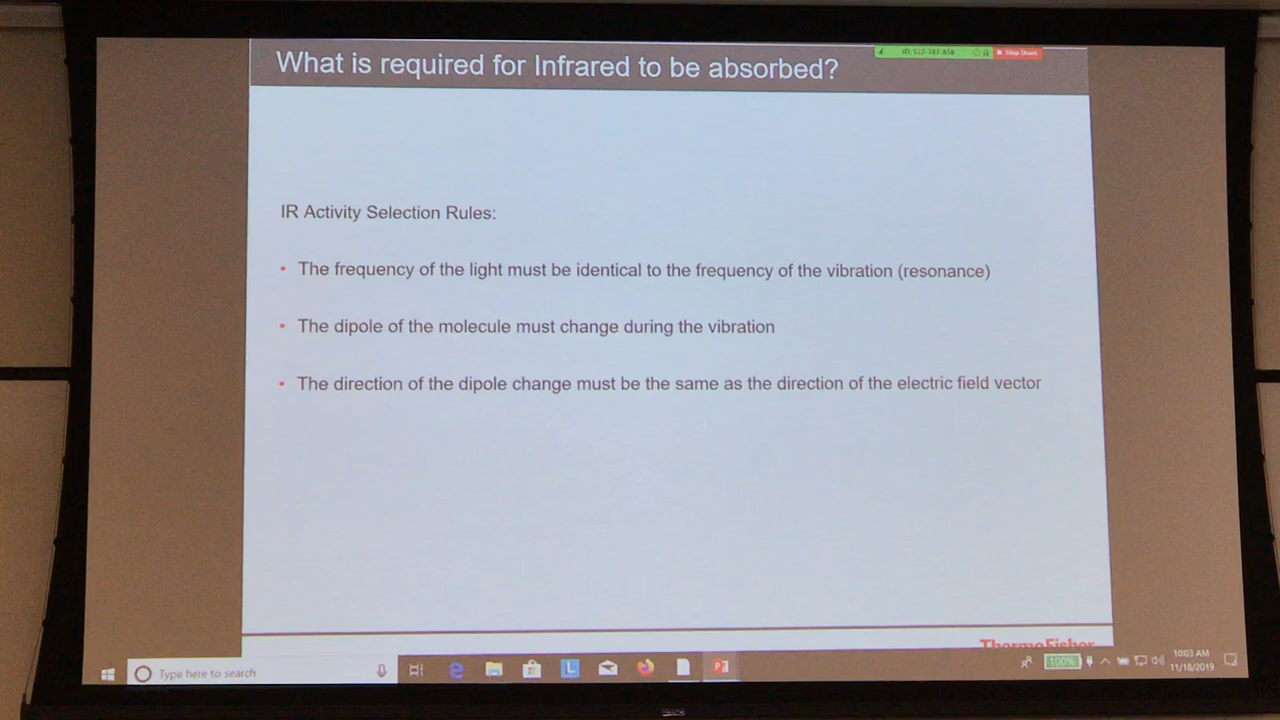 What is required for Infrared to be absorbed?
Stop Share
IR Activity Selection Rules:
• The frequency of the light must be identical to the frequency of the vibration (resonance)
• The dipole of the molecule must change during the vibration
• The direction of the dipole change must be the same as the direction of the electric field vector
ThermoFisher
Type here to search
100%
10:03 AM
11/18/2019